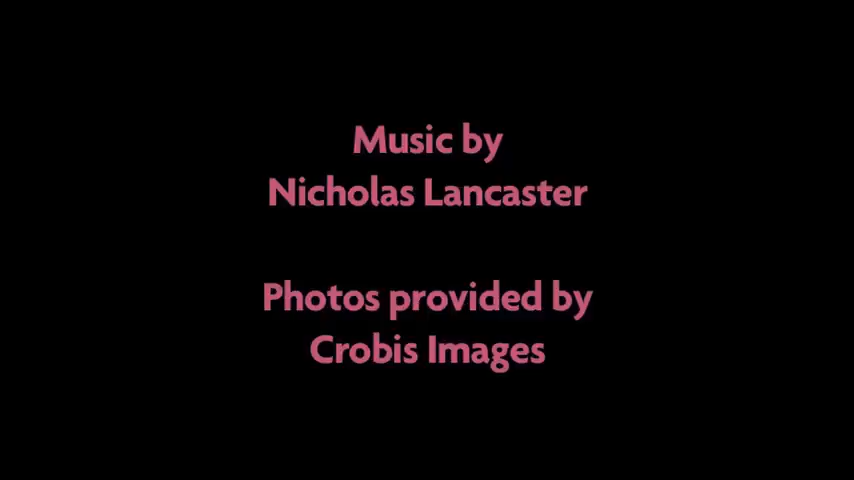 Music by
Nicholas Lancaster
Photos provided by
Crobis Images